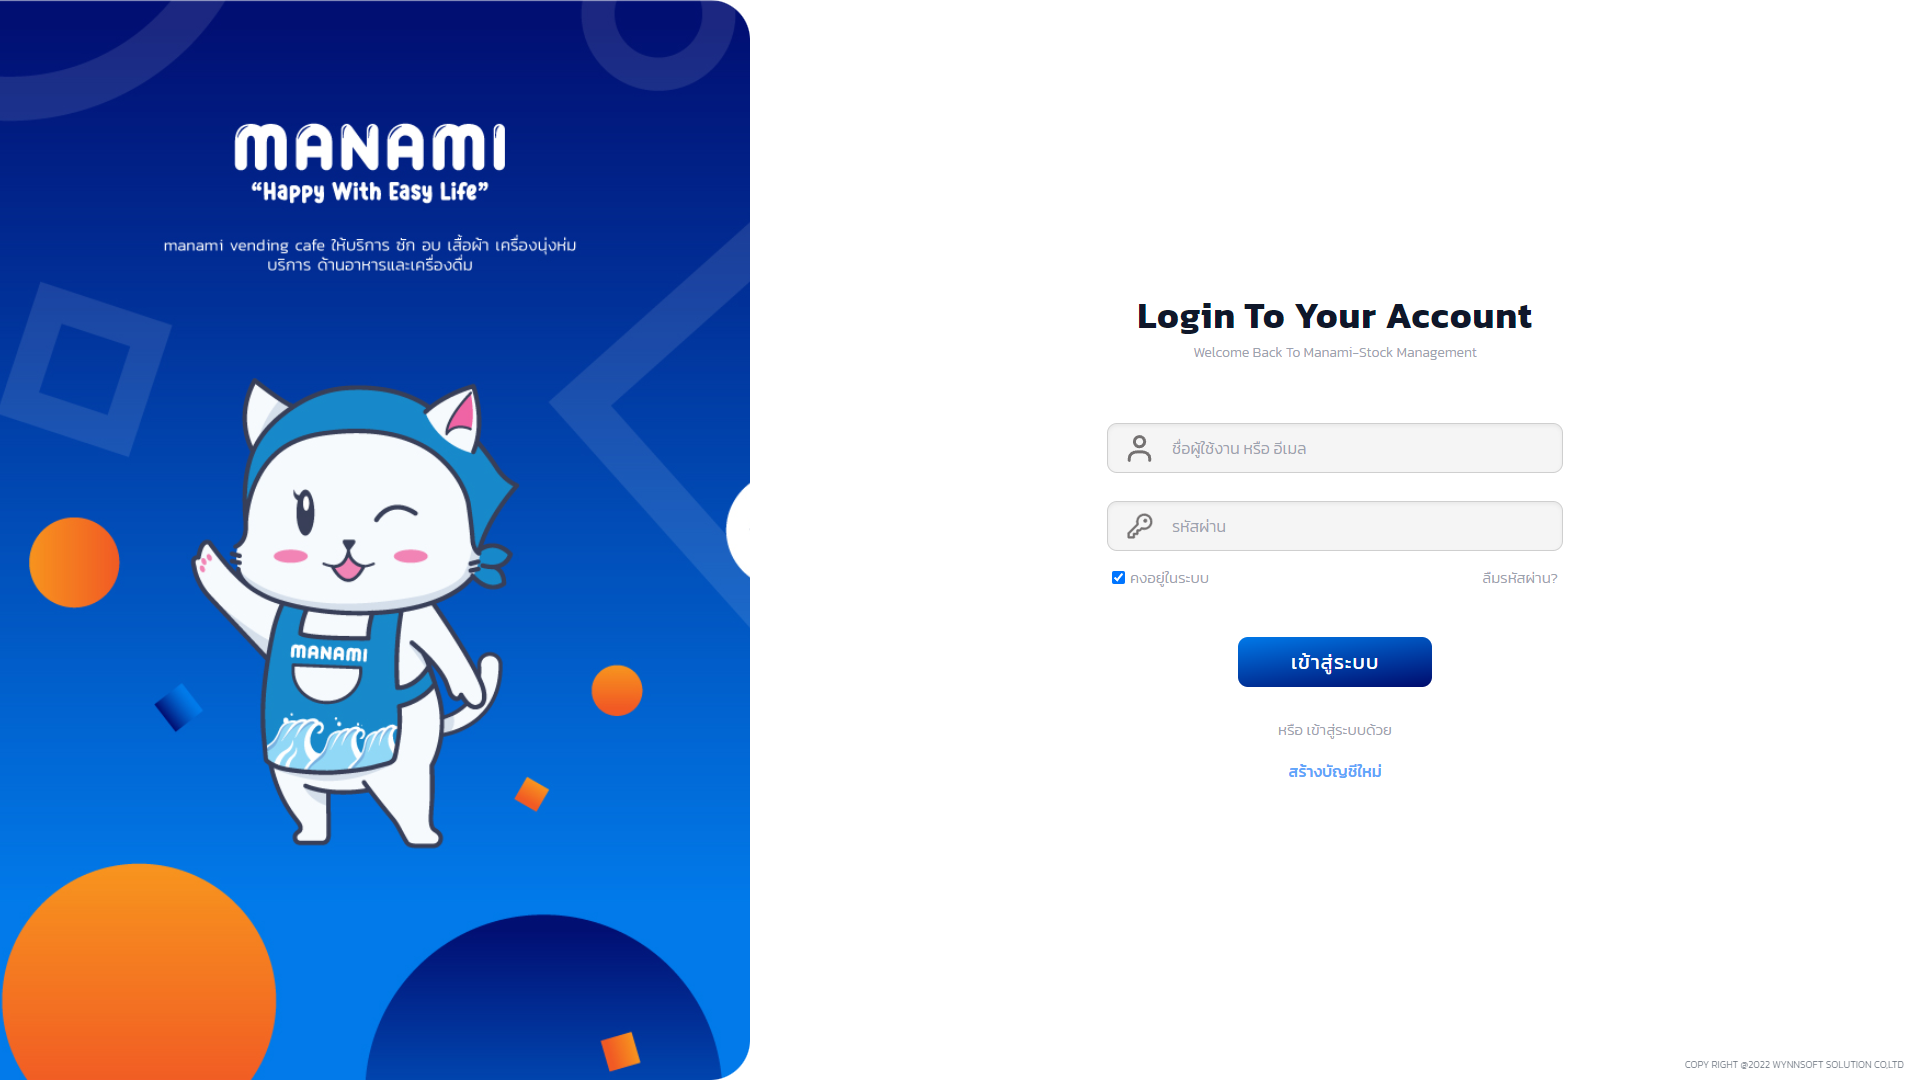 MANAMI
“Happy With Easy Life”
manami vending cafe ให้บริการ ซัก อบ เสื้อผ้า เครื่องนุ่งห่ม
บริการ ด้านอาหารและเครื่องดื่ม
MANAMI
Login To Your Account
Welcome Back To Manami-Stock Management
ชื่อผู้ใช้งาน หรือ อีเมล
รหัสผ่าน
คงอยู่ในระบบ
ลืมรหัสผ่าน?
เข้าสู่ระบบ
หรือ เข้าสู่ระบบด้วย
สร้างบัญชีใหม่
COPY RIGHT @2022 WYNNSOFT SOLUTION CO,LTD